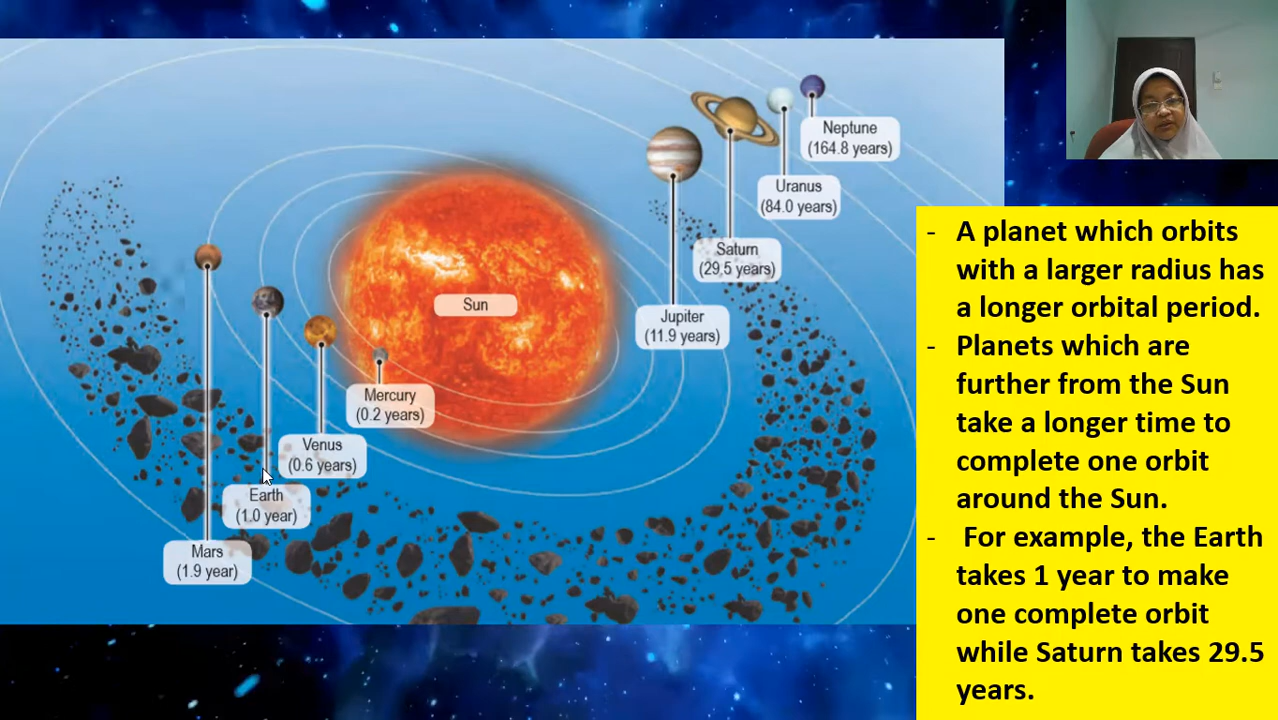 Neptune
(164.8 years)
Uranus
(84.0 years)
Saturn
(29.5 years)
Jupiter
(11.9 years)
Sun
Mercury
(0.2 years)
Venus
(0.6 years)
Earth
(1.0 year)
Mars
(1.9 year)
- A planet which orbits
with a larger radius has
a longer orbital period.
- Planets which are
further from the Sun
take a longer time to
complete one orbit
around the Sun.
- For example, the Earth
takes 1 year to make
one complete orbit
while Saturn takes 29.5
years.